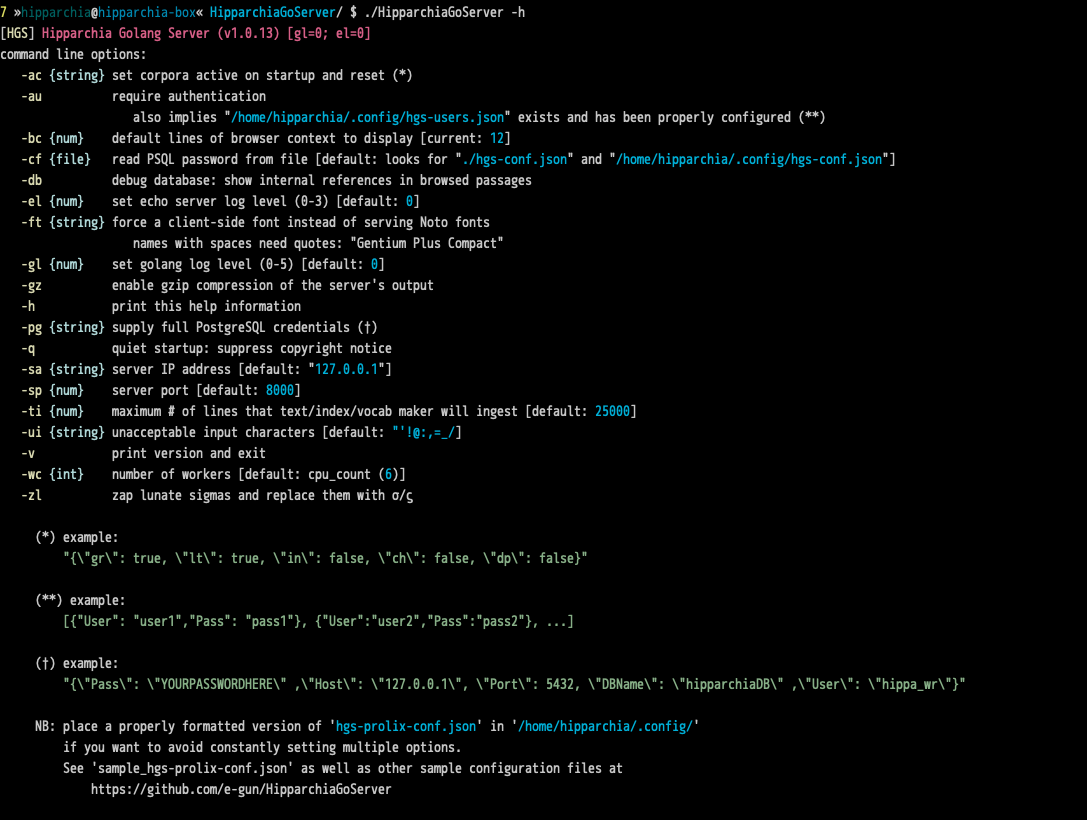 7 »hipparchia@hipparchia-box« HipparchiaGoServer/ $ ./HipparchiaGoServer -h
[HGS] Hipparchia Golang Server (v1.0.13) [gl=0; el=0]
command line options:
-ac {string} set corpora active on startup and reset (*)
-au require authentication
also implies "/home/hipparchia/.config/hgs-users.json" exists and has been properly configured (**)
-bc {num} default lines of browser context to display [current: 12]
-cf {file} read PSQL password from file [default: looks for "./hgs-conf.json" and "/home/hipparchia/.config/hgs-conf.json"]
-db debug database: show internal references in browsed passages
-el {num} set echo server log level (0-3) [default: 0]
-ft {string} force a client-side font instead of serving Noto fonts
names with spaces need quotes: "Gentium Plus Compact"
-gl {num} set golang log level (0-5) [default: 0]
-gz enable gzip compression of the server's output
-h print this help information
-pg {string} supply full PostgreSQL credentials (†)
-q quiet startup: suppress copyright notice
-sa {string} server IP address [default: "127.0.0.1"]
-sp {num} server port [default: 8000]
-ti {num} maximum # of lines that text/index/vocab maker will ingest [default: 25000]
-ui {string} unacceptable input characters [default: "'!@:,=_/]
-v print version and exit
-wc {int} number of workers [default: cpu_count (6)]
-zl zap lunate sigmas and replace them with σ/ς
(*) example:
"{\"gr\": true, \"lt\": true, \"in\": false, \"ch\": false, \"dp\": false}"
(**) example:
[{"User": "user1","Pass": "pass1"}, {"User":"user2","Pass":"pass2"}, ...]
(†) example:
"{\"Pass\": \"YOURPASSWORDHERE\" ,\"Host\": \"127.0.0.1\", \"Port\": 5432, \"DBName\": \"hipparchiaDB\" ,\"User\": \"hippa_wr\"}"
NB: place a properly formatted version of 'hgs-prolix-conf.json' in '/home/hipparchia/.config/'
if you want to avoid constantly setting multiple options.
See 'sample_hgs-prolix-conf.json' as well as other sample configuration files at
https://github.com/e-gun/HipparchiaGoServer